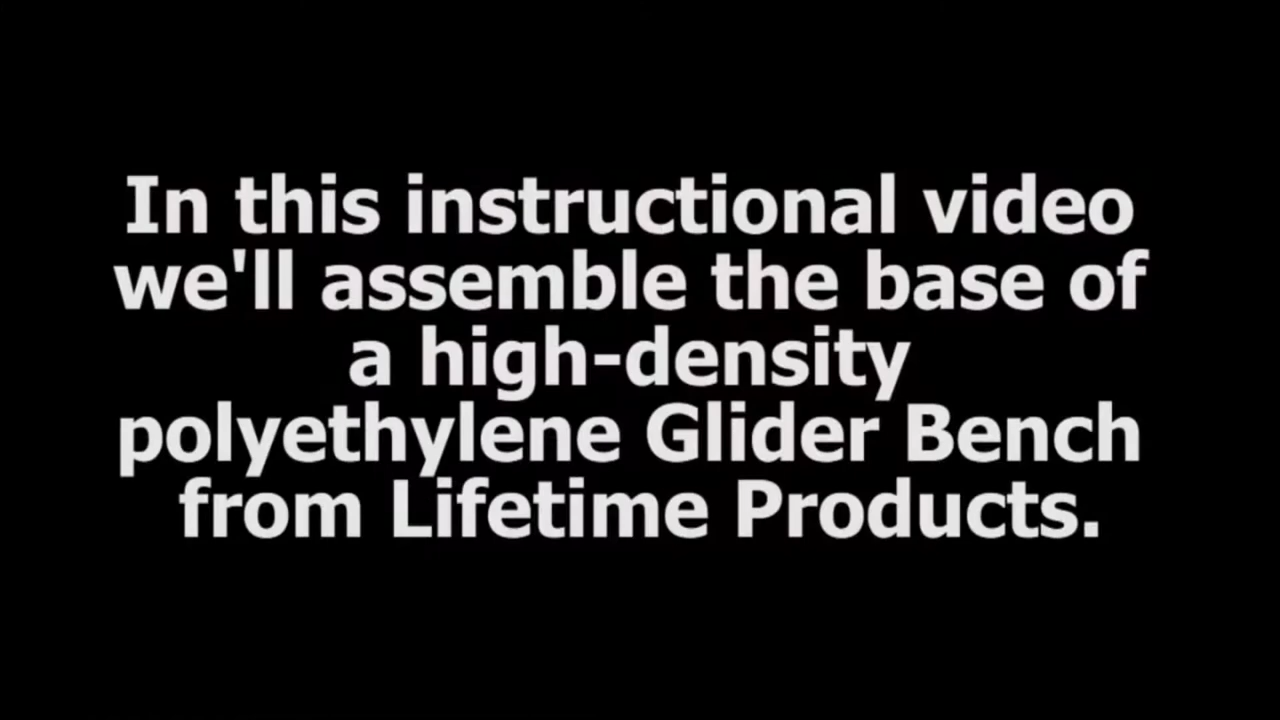 In this instructional video
we'll assemble the base of
a high-density
polyethylene Glider Bench
from Lifetime Products.